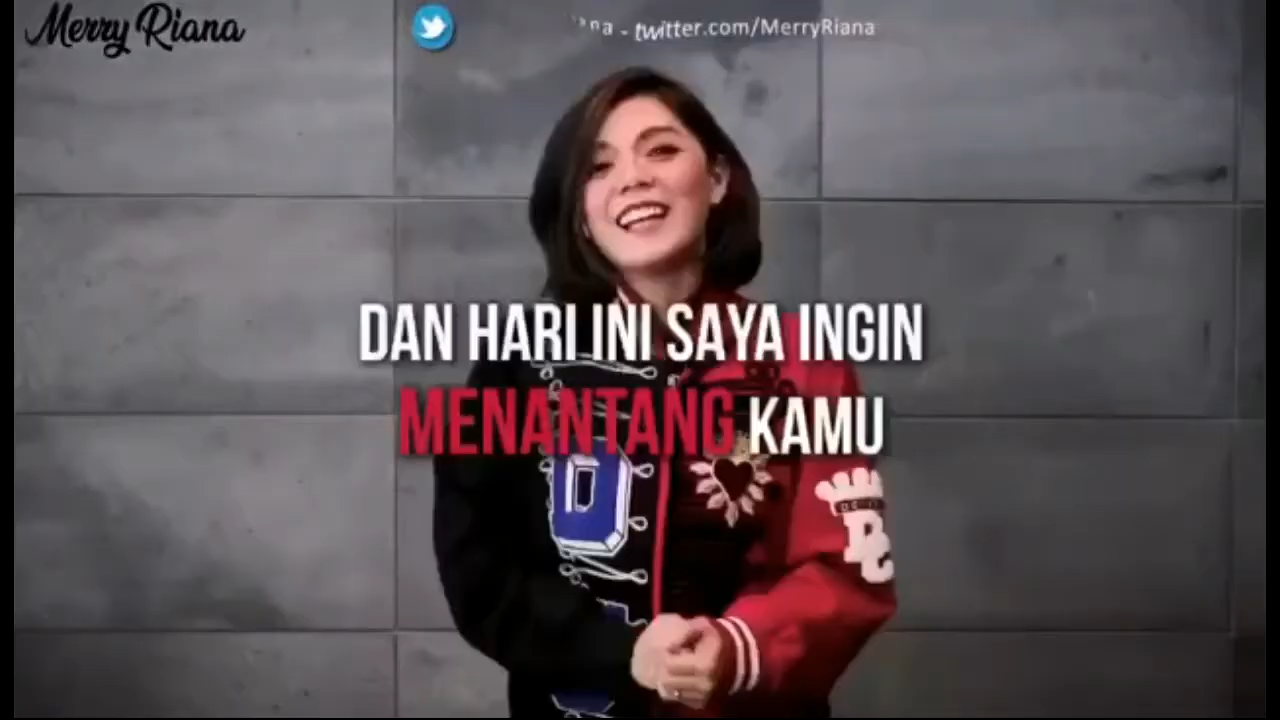 Merry Riana
twitter.com/MerryRiana
DAN HARI INI SAYA INGIN
MENANTANG KAMU